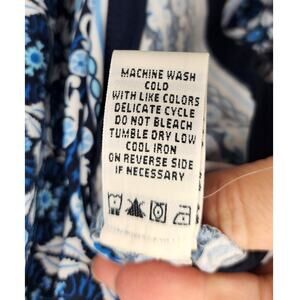 MACHINE WASH
COLD
WITH LIKE COLORS
DELICATE CYCLE
DO NOT BLEACH
TUMBLE DRY LOW
COOL IRON
ON REVERSE SIDE
IF NECESSARY